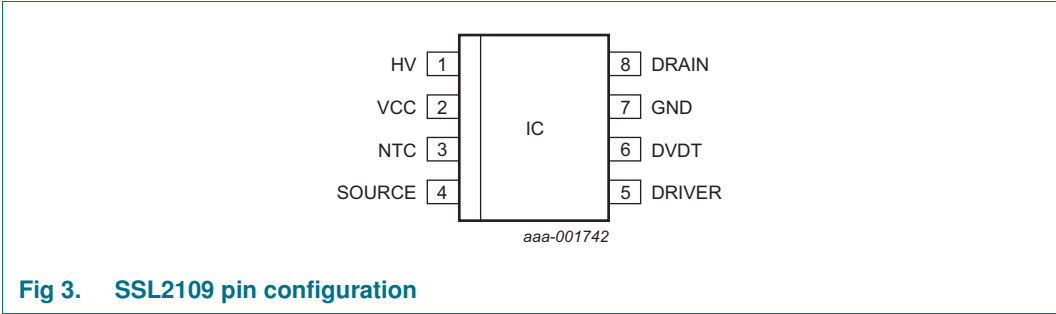 HV 1 8 DRAIN
VCC 2 7 GND
IC
NTC 3 6 DVDT
SOURCE 4 5 DRIVER
aaa-001742
Fig 3. SSL2109 pin configuration